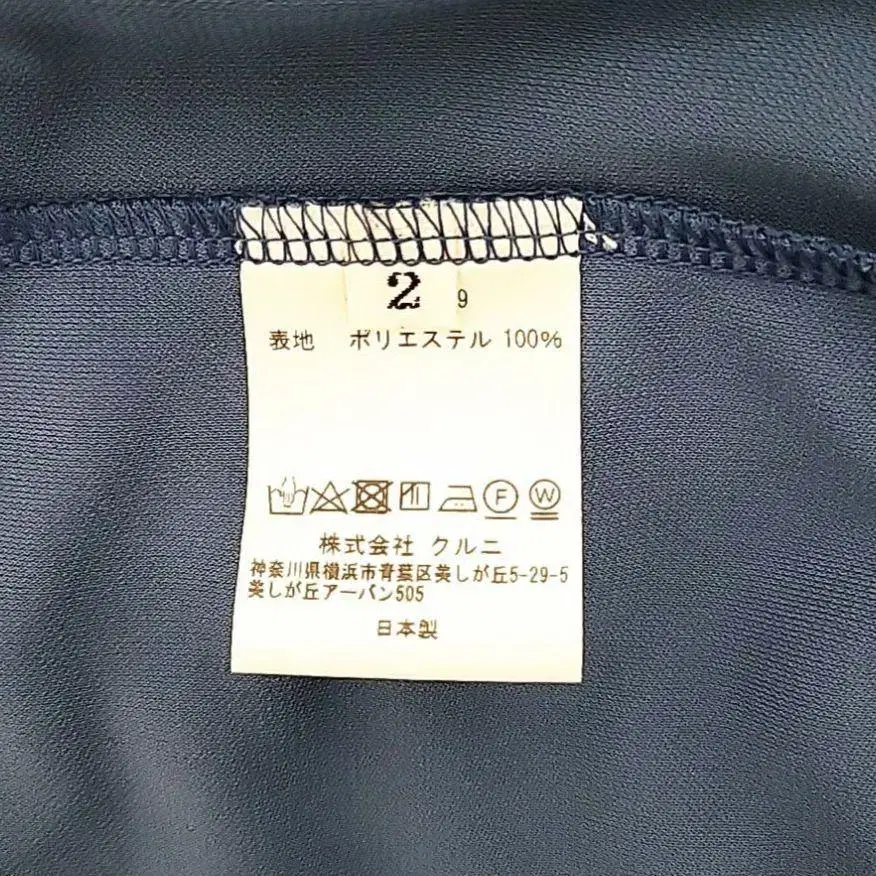 2 9
表地 ポリエステル 100%
F W
株式会社 クルニ
神奈川県横浜市青葉区美しが丘5-29-5
美しが丘アーバン505
日本製